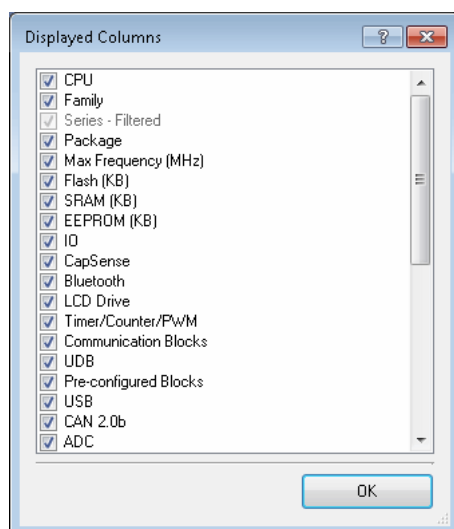 Displayed Columns
CPU
Family
Series - Filtered
Package
Max Frequency (MHz)
Flash (KB)
SRAM (KB)
EEPROM (KB)
IO
CapSense
Bluetooth
LCD Drive
Timer/Counter/PWM
Communication Blocks
UDB
Pre-configured Blocks
USB
CAN 2.0b
ADC
OK